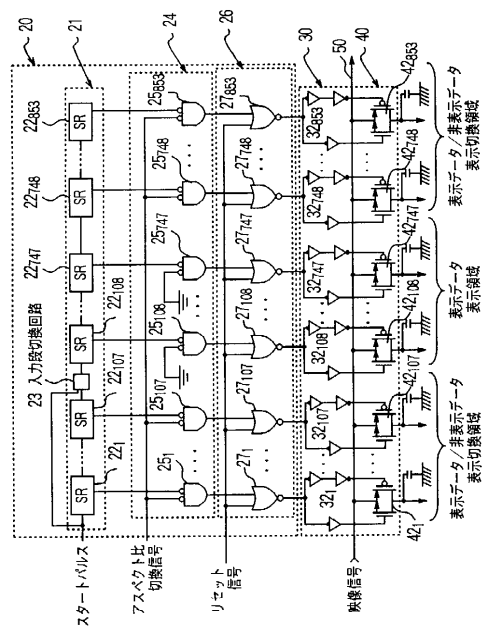 20
21
24
26
30
50
40
22₁
22₁₀₇
22₁₀₈
22₇₄₇
22₇₄₈
22₈₅₃
SR
SR
SR
SR
SR
SR
23 入力段切換回路
スタートパルス
25₁
25₁₀₇
25₁₀₈
25₇₄₇
25₇₄₈
25₈₅₃
アスペクト比
切換信号
27₁
27₁₀₇
27₁₀₈
27₇₄₇
27₇₄₈
27₈₅₃
リセット
信号
32₁
32₁₀₇
32₁₀₈
32₇₄₇
32₇₄₈
32₈₅₃
映像信号
42₁
42₁₀₇
42₁₀₈
42₇₄₇
42₇₄₈
42₈₅₃
表示データ/非表示データ
表示切換領域
表示データ
表示領域
表示データ/非表示データ
表示切換領域